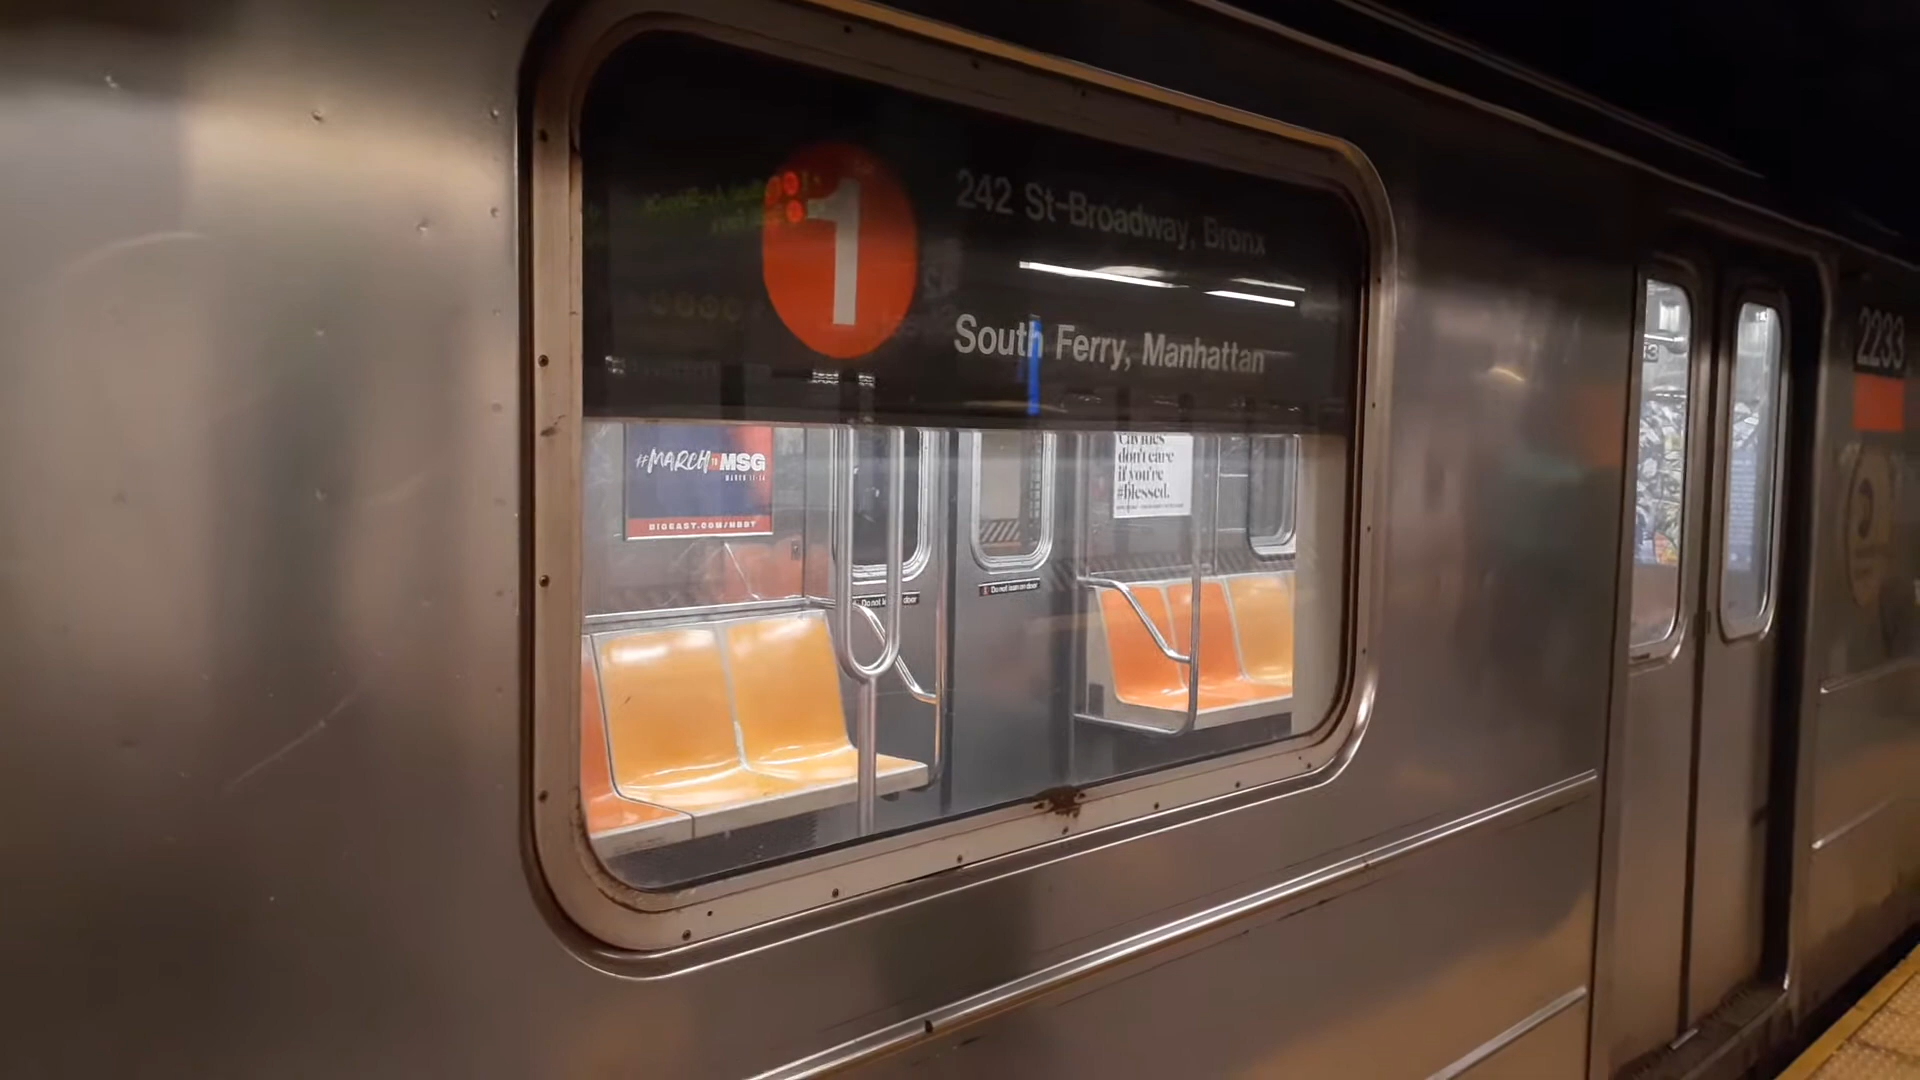 1
242 St-Broadway, Bronx
South Ferry, Manhattan
#MARCH TO MSG
BIGEAST.COM/MBBT
Cavities
don't care
if you're
#blessed.
Do not lean on door
Do not lean on door
2233